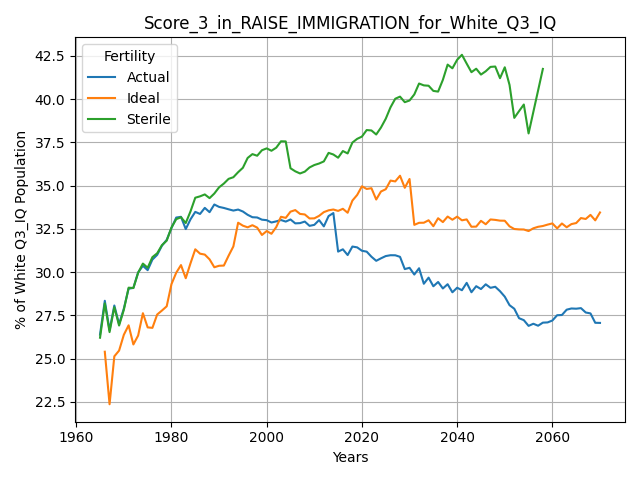 Score_3_in_RAISE_IMMIGRATION_for_White_Q3_IQ
Fertility
Actual
Ideal
Sterile
% of White Q3_IQ Population
42.5
40.0
37.5
35.0
32.5
30.0
27.5
25.0
22.5
1960
1980
2000
2020
2040
2060
Years